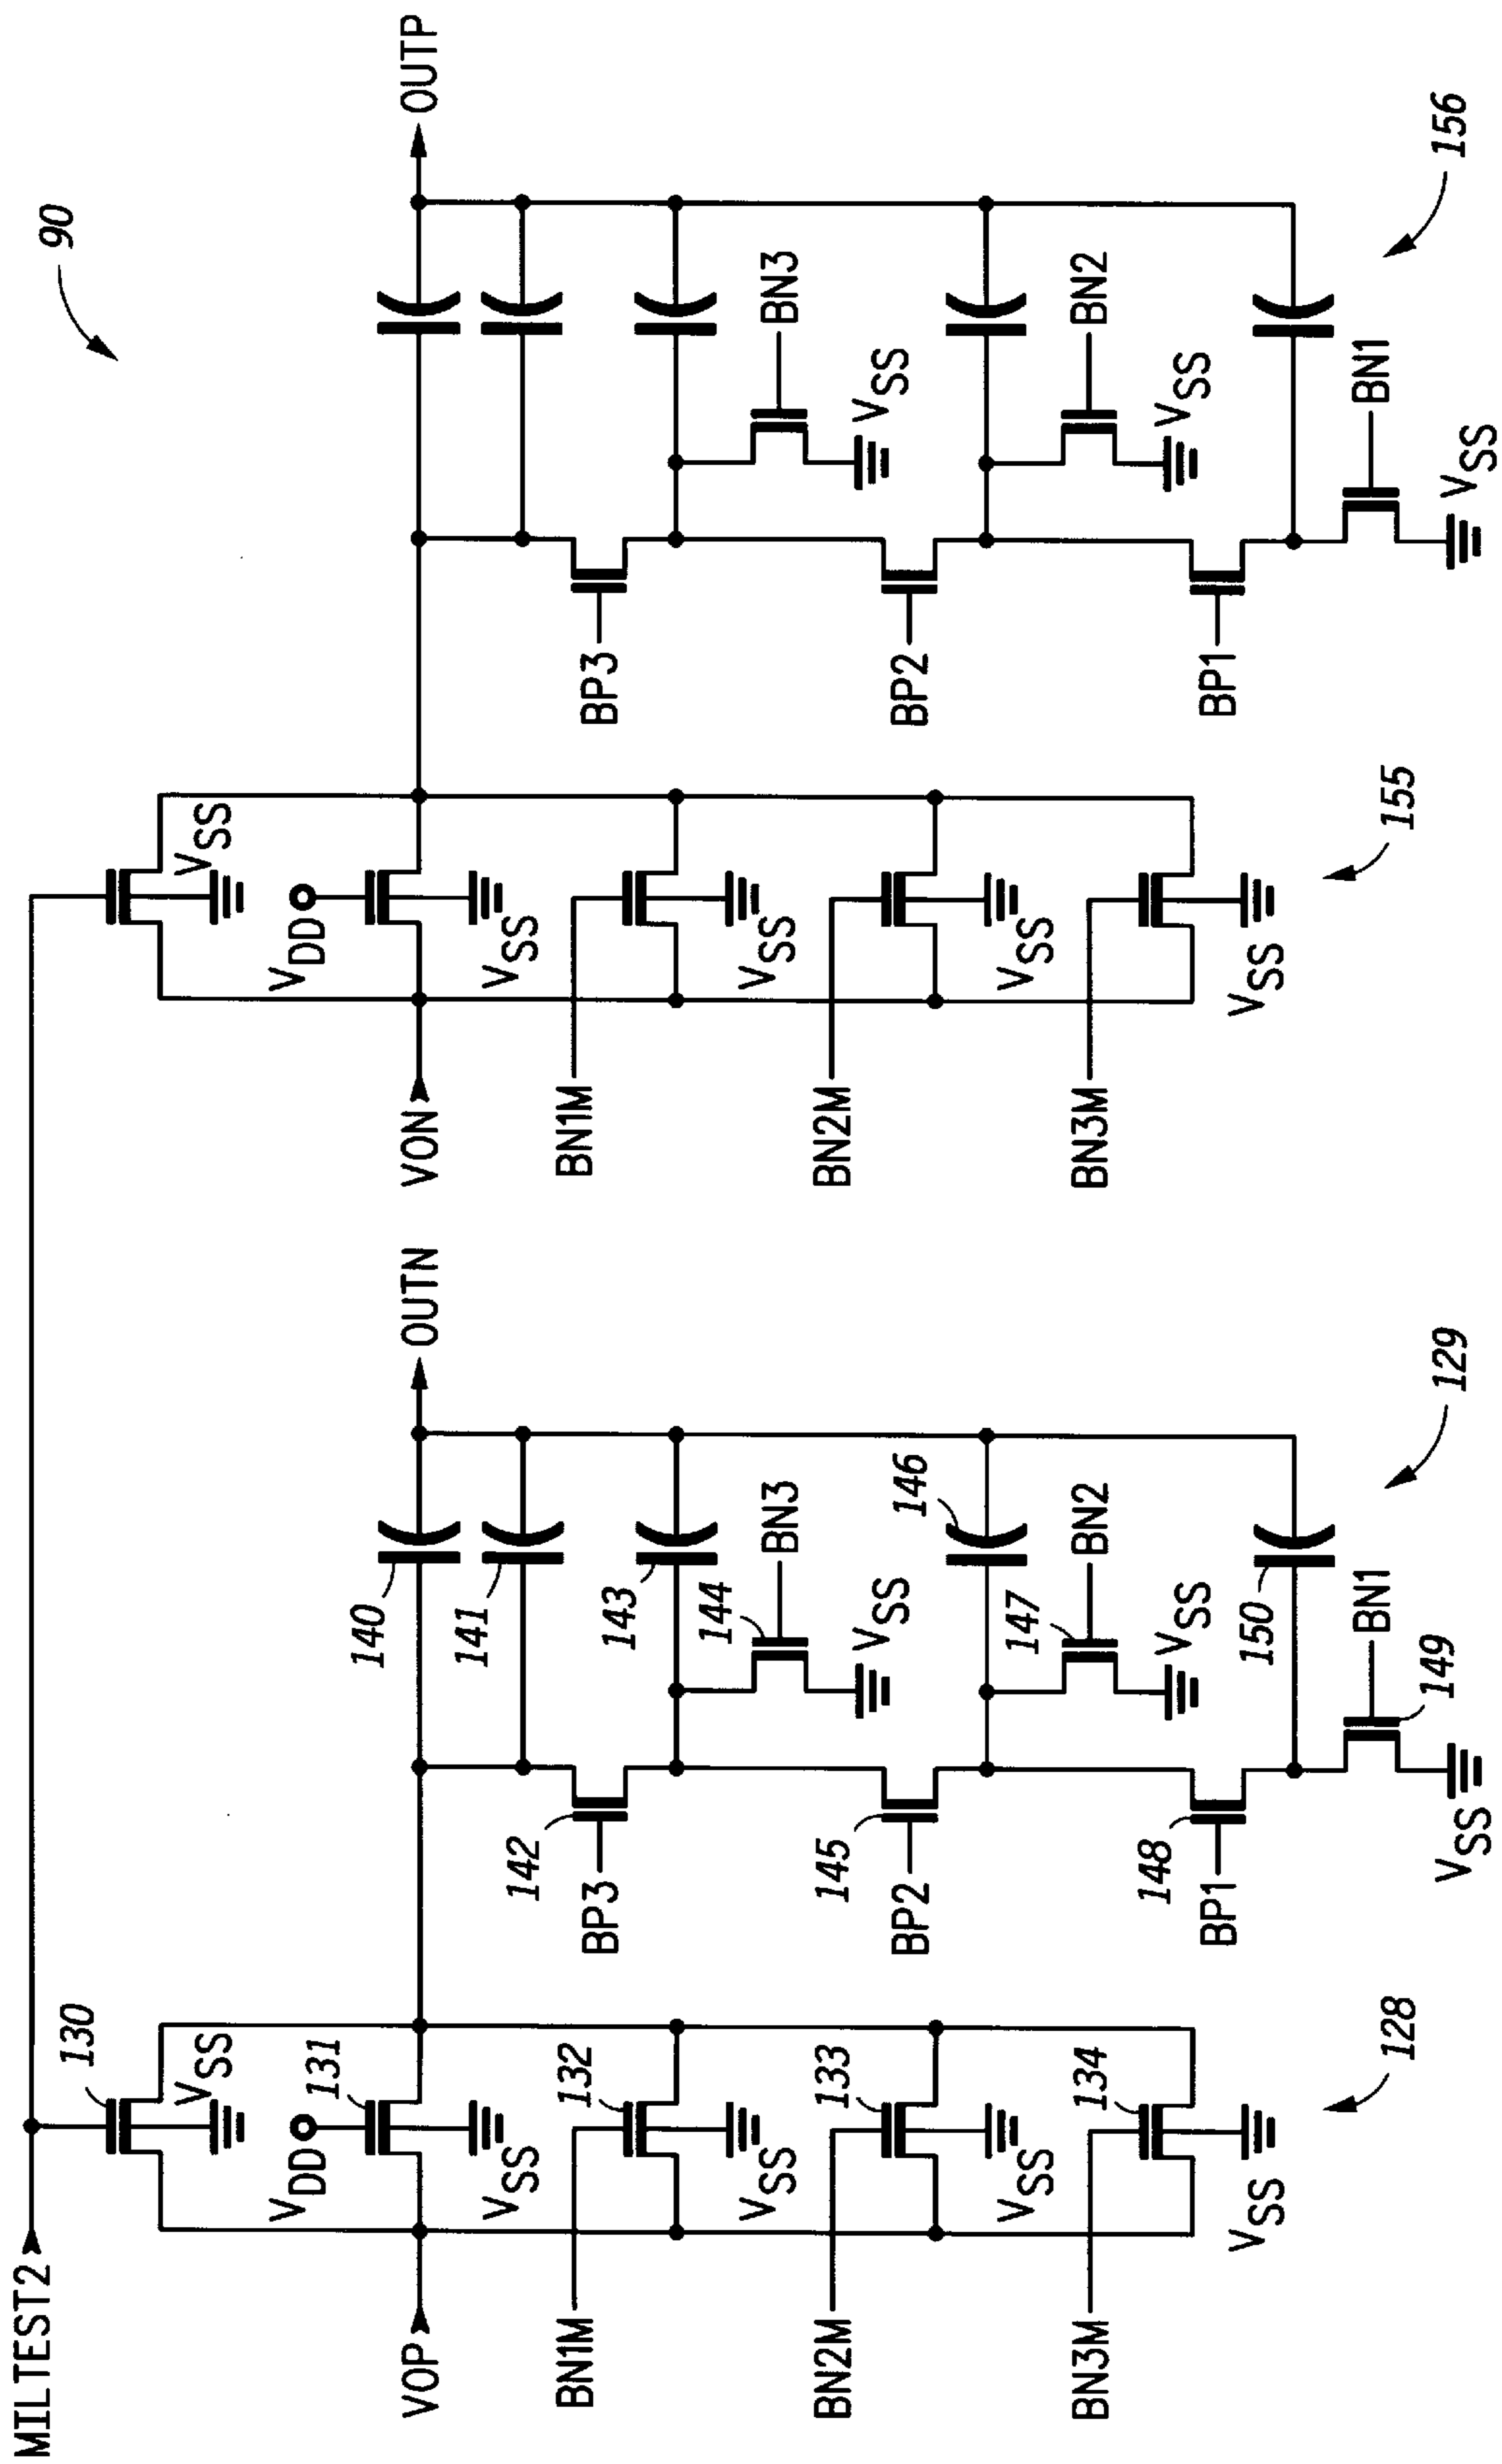 90
MILTEST2
130
VSS
VSS
VDD
131
VSS
VDD
VSS
VOP
OUTN
VON
OUTP
140
141
BN1M
132
VSS
BP3
142
143
144
BN3
VSS
BN1M
VSS
BP3
BN3
VSS
BN2M
133
VSS
BP2
145
146
147
BN2
VSS
BN2M
VSS
BP2
BN2
VSS
BN3M
134
VSS
BP1
148
150
BN1
149
VSS
BN3M
VSS
BP1
BN1
VSS
128
129
155
156